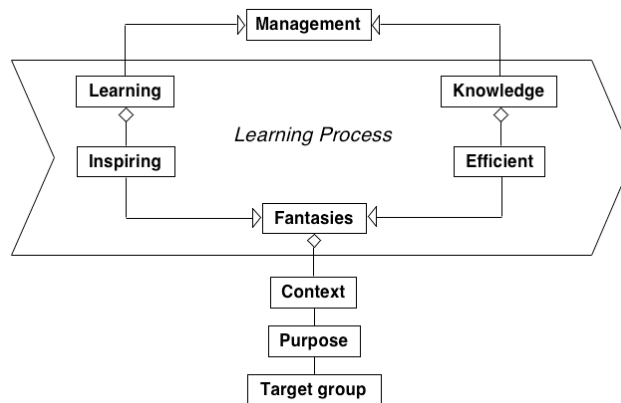 Management
Learning
Knowledge
Learning Process
Inspiring
Efficient
Fantasies
Context
Purpose
Target group